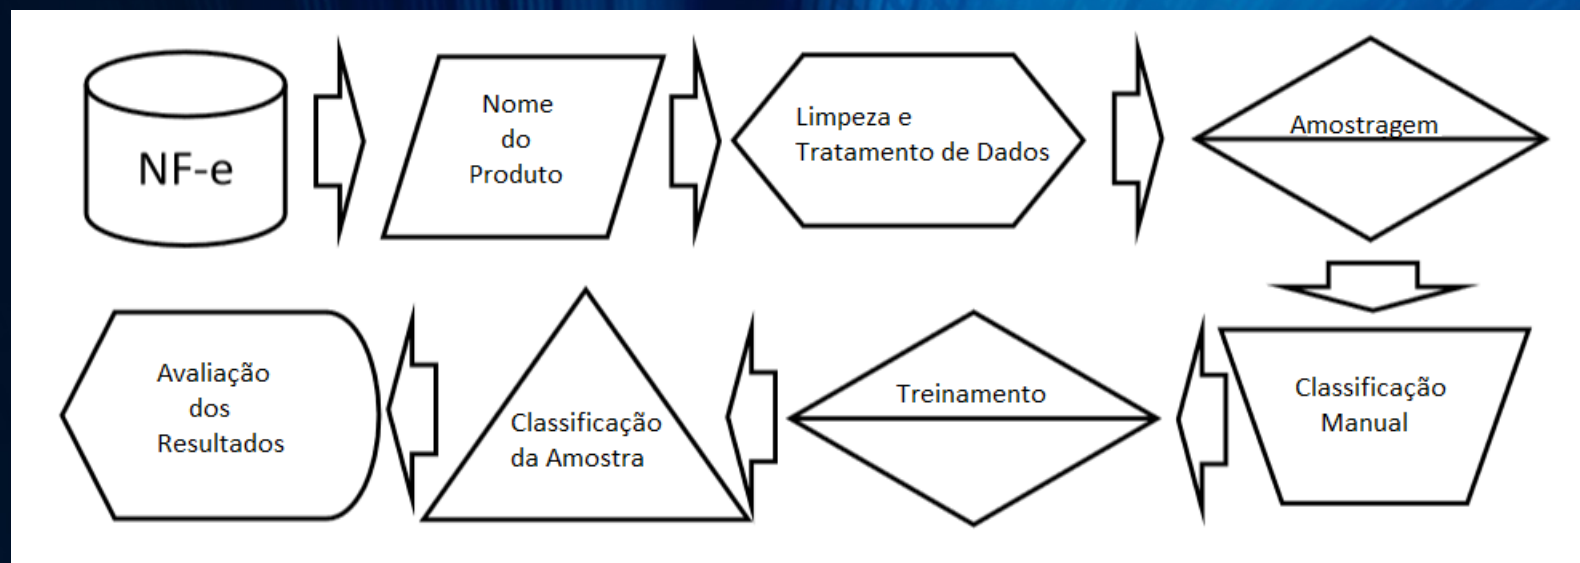 NF-e
Nome
do
Produto
Limpeza e
Tratamento de Dados
Amostragem
Classificação
Manual
Treinamento
Classificação
da Amostra
Avaliação
dos
Resultados